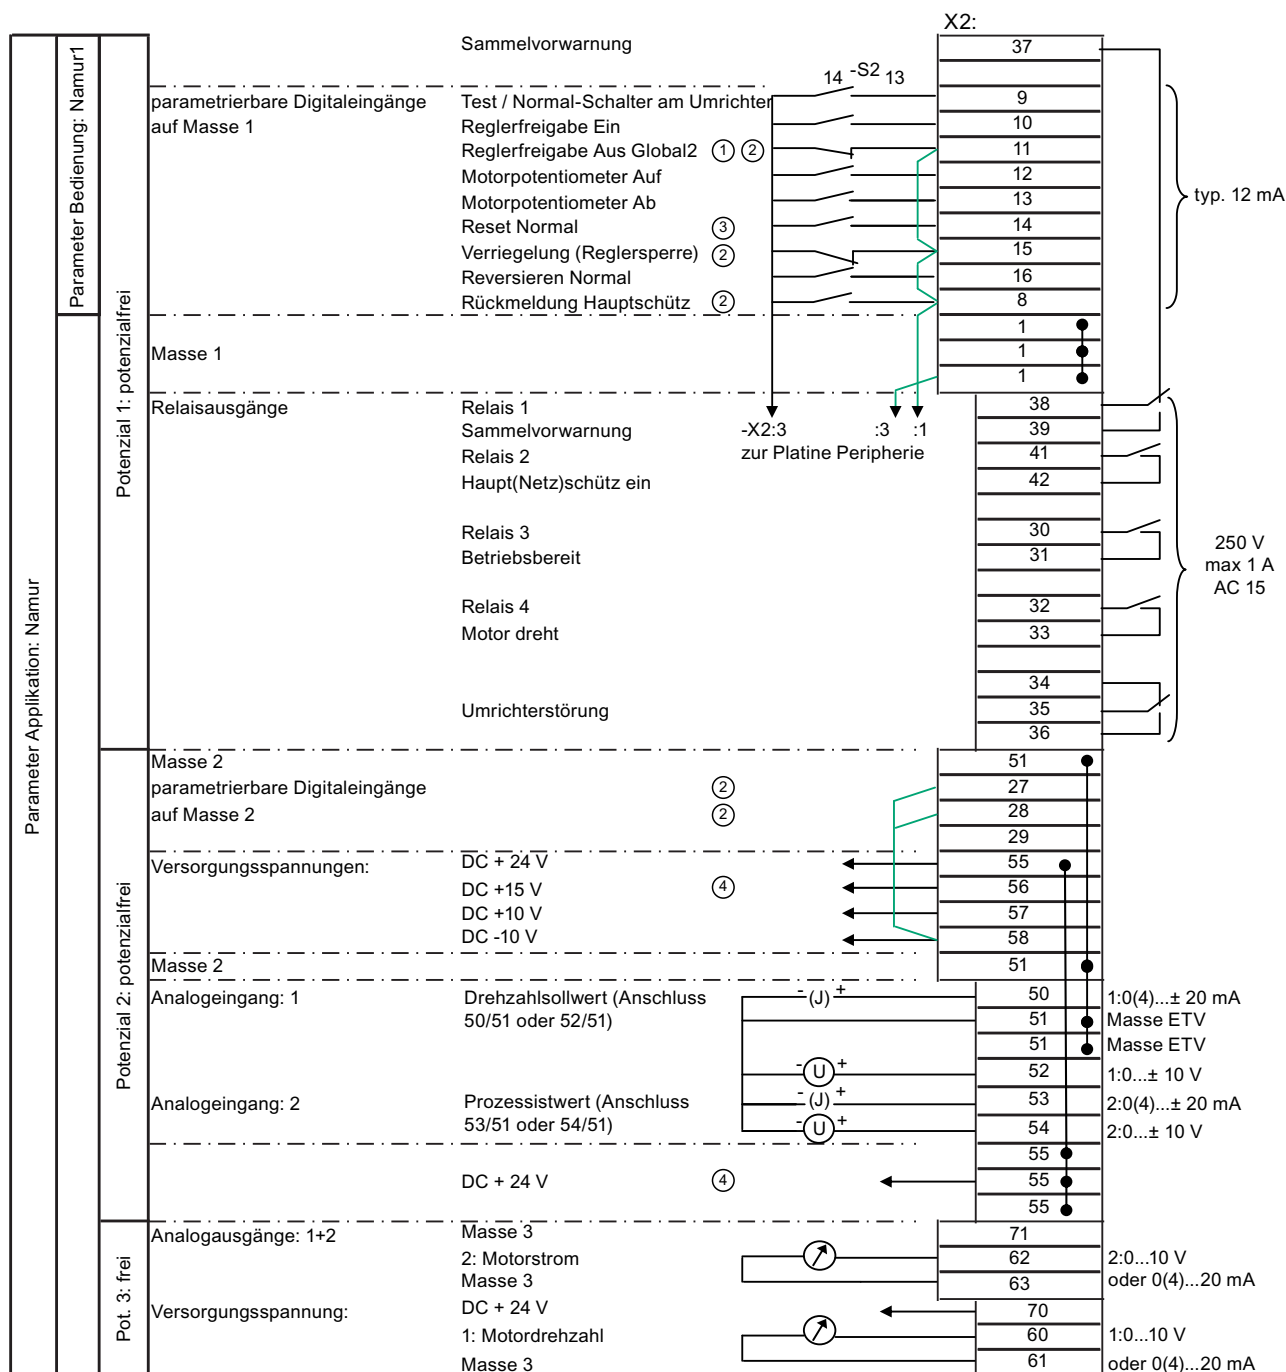 X2:
Sammelvorwarnung 37
14 -S2 13
parametrierbare Digitaleingänge Test / Normal-Schalter am Umrichter 9
auf Masse 1 Reglerfreigabe Ein 10
Reglerfreigabe Aus Global2 1 2 11
Motorpotentiometer Auf 12
Motorpotentiometer Ab 13
typ. 12 mA
Reset Normal 3 14
Verriegelung (Reglersperre) 2 15
Reversieren Normal 16
Rückmeldung Hauptschütz 2 8
1
Masse 1 1
1
Relaisausgänge Relais 1 38
Sammelvorwarnung -X2:3 :3 :1 39
Relais 2 zur Platine Peripherie 41
Haupt(Netz)schütz ein 42
Relais 3 30
Betriebsbereit 31
250 V
max 1 A
AC 15
Relais 4 32
Motor dreht 33
34
Umrichterstörung 35
36
Masse 2 51
parametrierbare Digitaleingänge 2 27
auf Masse 2 2 28
29
Versorgungsspannungen: DC + 24 V 55
DC +15 V 4 56
DC +10 V 57
DC -10 V 58
Masse 2 51
Analogeingang: 1 Drehzahlsollwert (Anschluss - (J) + 50 1:0(4)...± 20 mA
50/51 oder 52/51) 51 Masse ETV
51 Masse ETV
- U + 52 1:0...± 10 V
Analogeingang: 2 Prozessistwert (Anschluss - (J) + 53 2:0(4)...± 20 mA
53/51 oder 54/51) - U + 54 2:0...± 10 V
55
DC + 24 V 4 55
55
Analogausgänge: 1+2 Masse 3 71
2: Motorstrom 62 2:0...10 V
Masse 3 63 oder 0(4)...20 mA
Versorgungsspannung: DC + 24 V 70
1: Motordrehzahl 60 1:0...10 V
Masse 3 61 oder 0(4)...20 mA
Parameter Applikation: Namur
Parameter Bedienung: Namur1
Potenzial 1: potenzialfrei
Potenzial 2: potenzialfrei
Pot. 3: frei